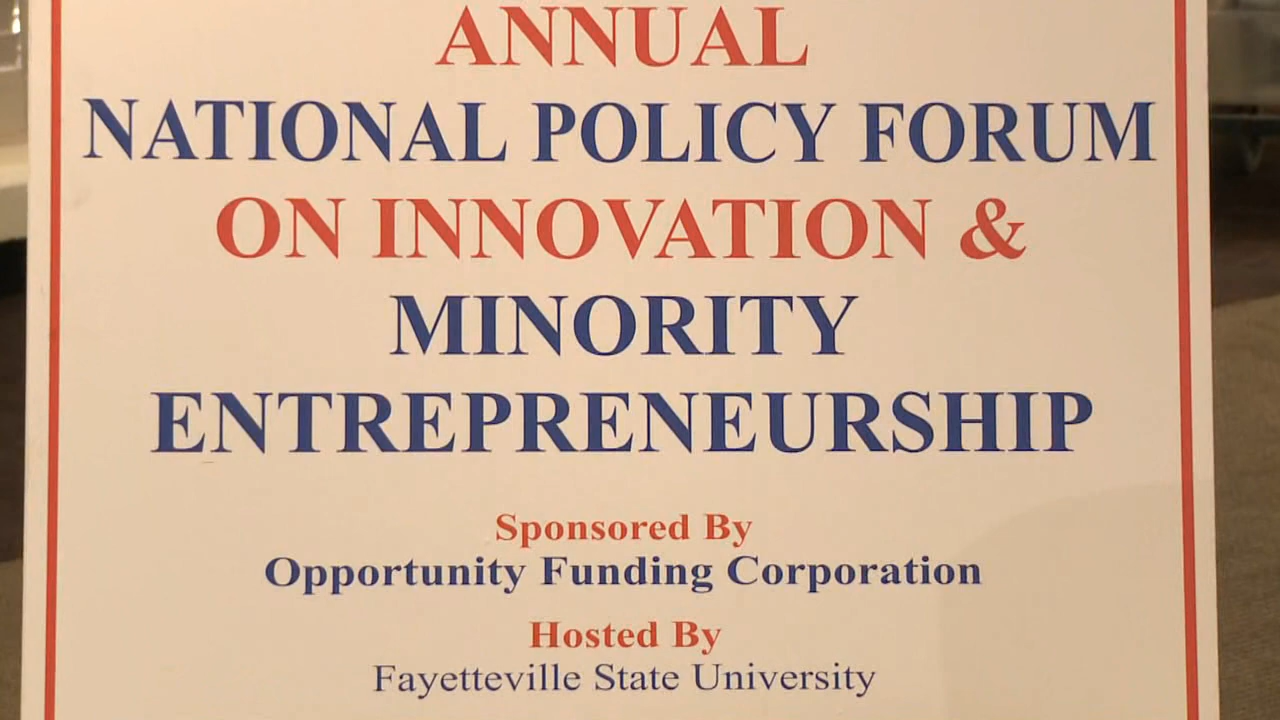 ANNUAL
NATIONAL POLICY FORUM
ON INNOVATION &
MINORITY
ENTREPRENEURSHIP
Sponsored By
Opportunity Funding Corporation
Hosted By
Fayetteville State University